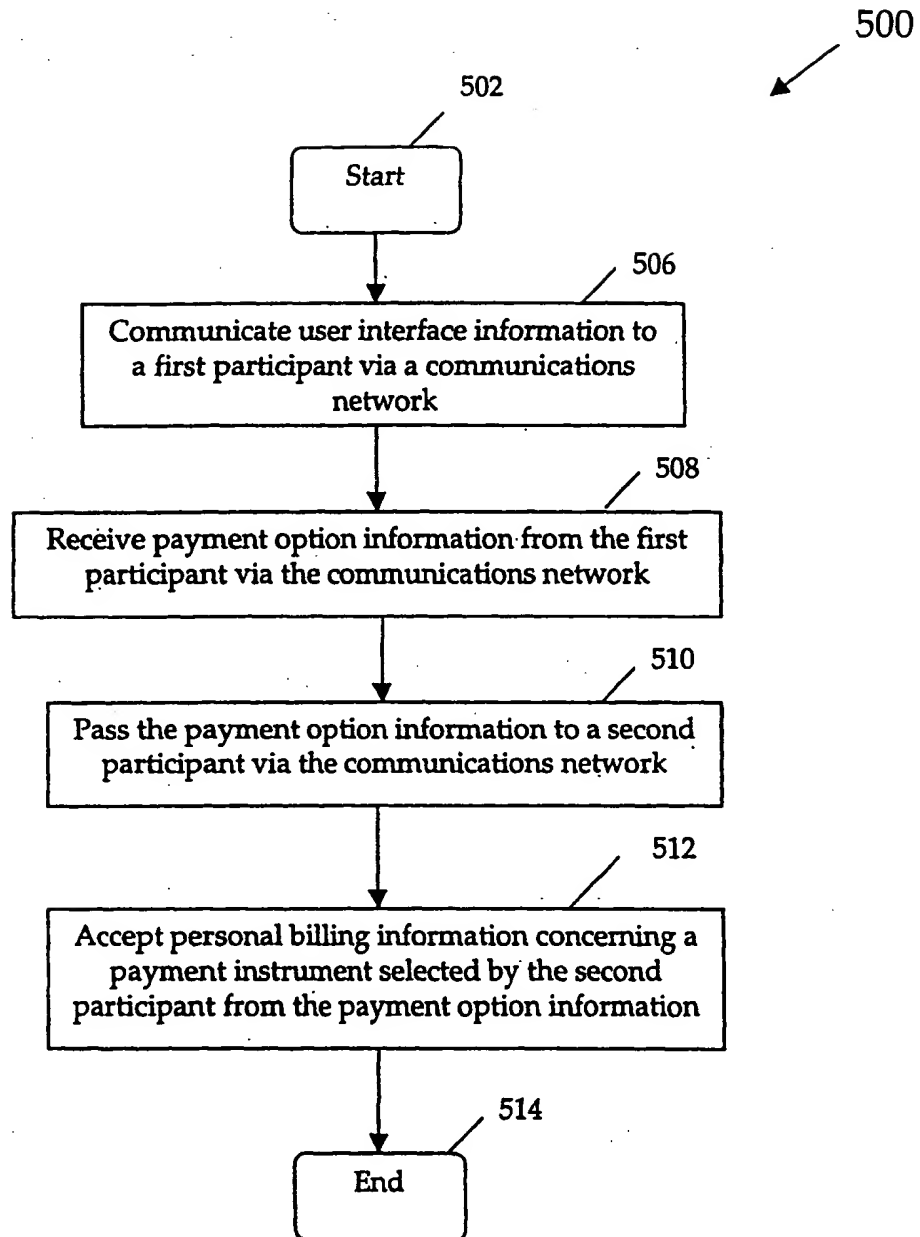 500
502
Start
506
Communicate user interface information to
a first participant via a communications
network
508
Receive payment option information from the first
participant via the communications network
510
Pass the payment option information to a second
participant via the communications network
512
Accept personal billing information concerning a
payment instrument selected by the second
participant from the payment option information
514
End